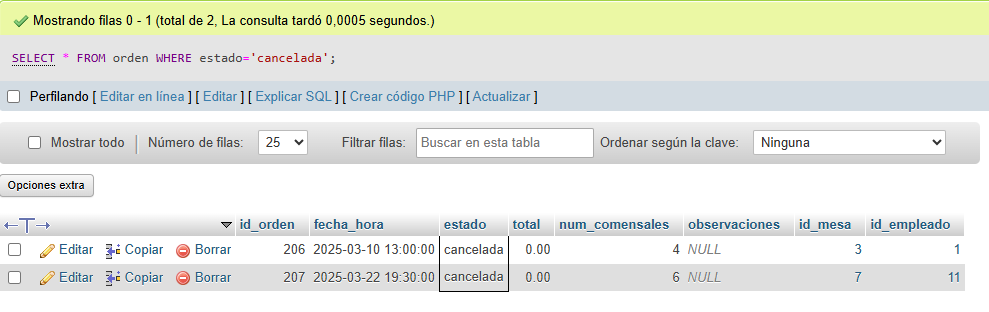 Mostrando filas 0 - 1 (total de 2, La consulta tardó 0,0005 segundos.)
SELECT * FROM orden WHERE estado='cancelada';
Perfilando [ Editar en línea ] [ Editar ] [ Explicar SQL ] [ Crear código PHP ] [ Actualizar ]
Mostrar todo Número de filas: 25 Filtrar filas: Buscar en esta tabla Ordenar según la clave: Ninguna
Opciones extra
←T→ id_orden fecha_hora estado total num_comensales observaciones id_mesa id_empleado
Editar Copiar Borrar 206 2025-03-10 13:00:00 cancelada 0.00 4 NULL 3 1
Editar Copiar Borrar 207 2025-03-22 19:30:00 cancelada 0.00 6 NULL 7 11